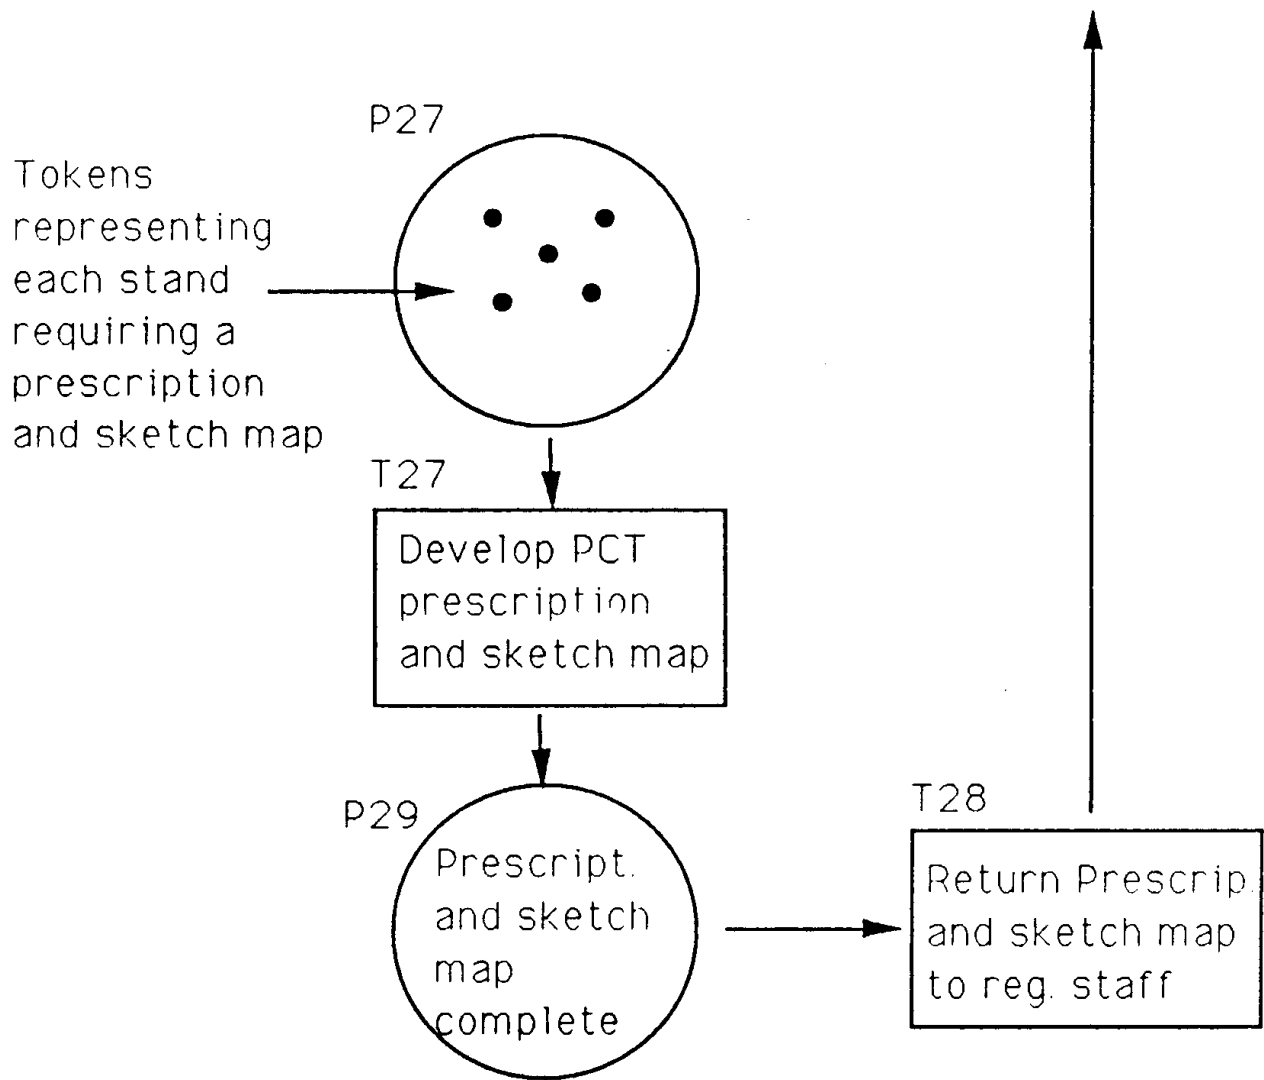 P27
Tokens
representing
each stand
requiring a
prescription
and sketch map
T27
Develop PCT
prescription
and sketch map
P29
Prescript.
and sketch
map
complete
T28
Return Prescrip.
and sketch map
to reg. staff